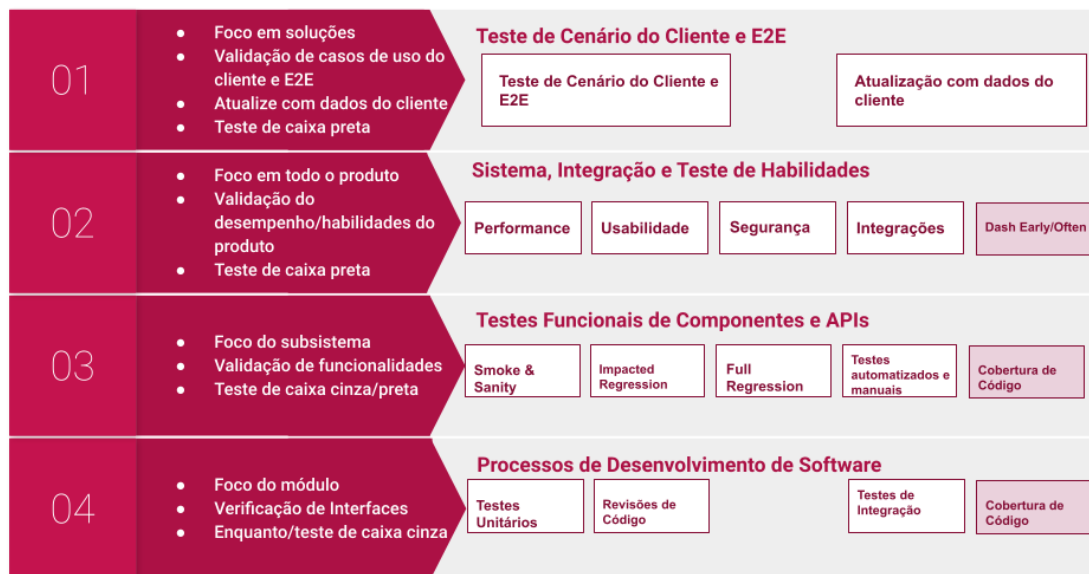 01
● Foco em soluções
● Validação de casos de uso do
cliente e E2E
● Atualize com dados do cliente
● Teste de caixa preta
Teste de Cenário do Cliente e E2E
Teste de Cenário do Cliente e
E2E
Atualização com dados do
cliente
02
● Foco em todo o produto
● Validação do
desempenho/habilidades do
produto
● Teste de caixa preta
Sistema, Integração e Teste de Habilidades
Performance
Usabilidade
Segurança
Integrações
Dash Early/Often
03
● Foco do subsistema
● Validação de funcionalidades
● Teste de caixa cinza/preta
Testes Funcionais de Componentes e APIs
Smoke &
Sanity
Impacted
Regression
Full
Regression
Testes
automatizados e
manuais
Cobertura de
Código
04
● Foco do módulo
● Verificação de Interfaces
● Enquanto/teste de caixa cinza
Processos de Desenvolvimento de Software
Testes
Unitários
Revisões de
Código
Testes de
Integração
Cobertura de
Código